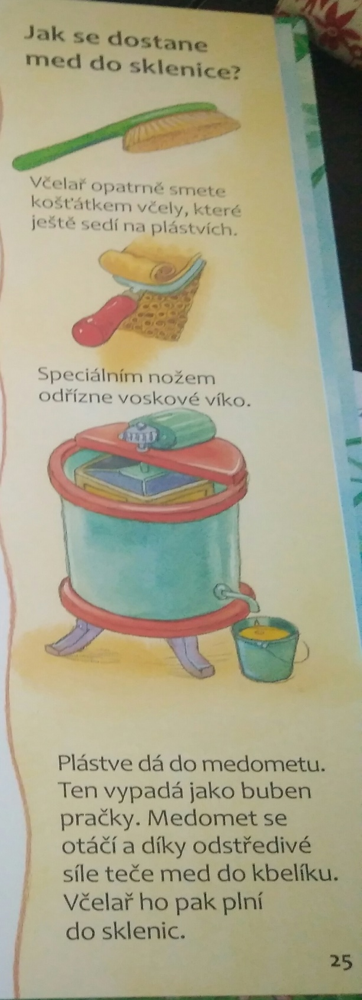 Jak se dostane
med do sklenice?
Včelař opatrně smete
košťátkem včely, které
ještě sedí na plástvích.
Speciálním nožem
odřízne voskové víko.
Plástve dá do medometu.
Ten vypadá jako buben
pračky. Medomet se
otáčí a díky odstředivé
síle teče med do kbelíku.
Včelař ho pak plní
do sklenic.
25